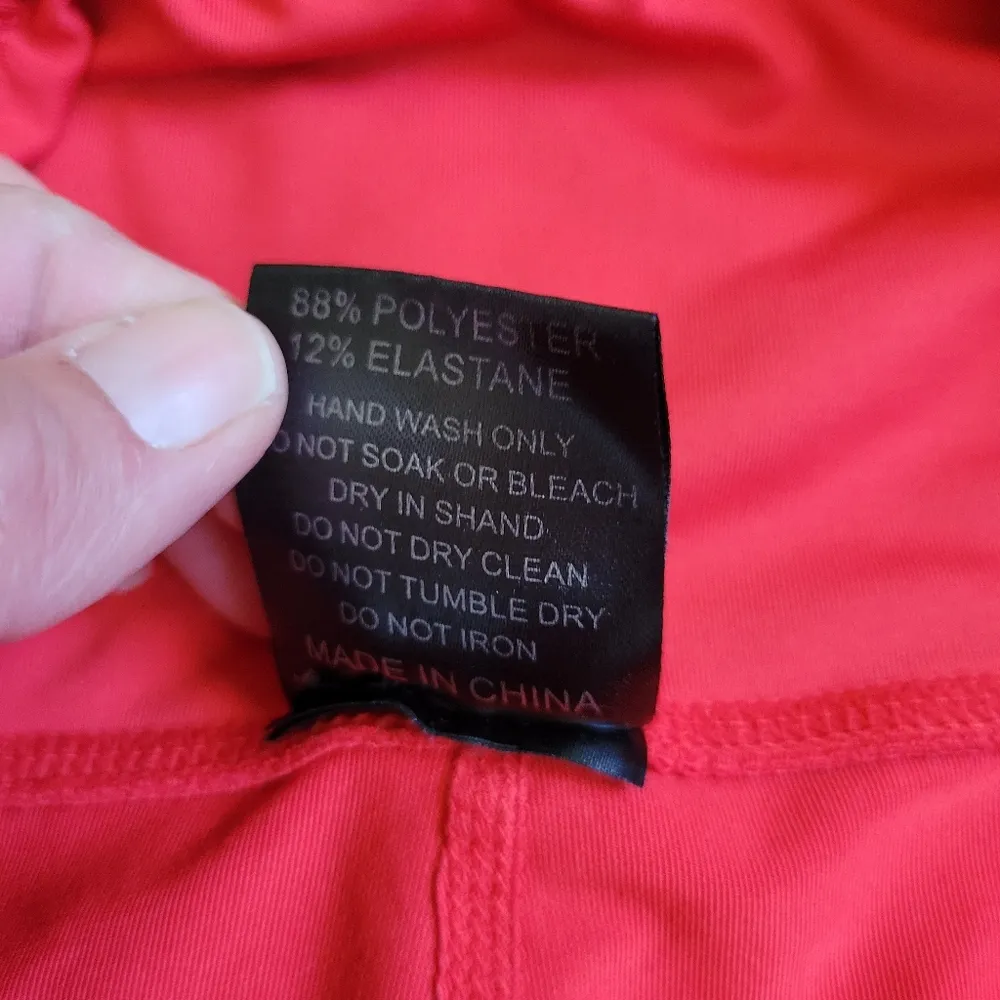 88% POLYESTER
12% ELASTANE
HAND WASH ONLY
DO NOT SOAK OR BLEACH
DRY IN SHAND
DO NOT DRY CLEAN
DO NOT TUMBLE DRY
DO NOT IRON
MADE IN CHINA